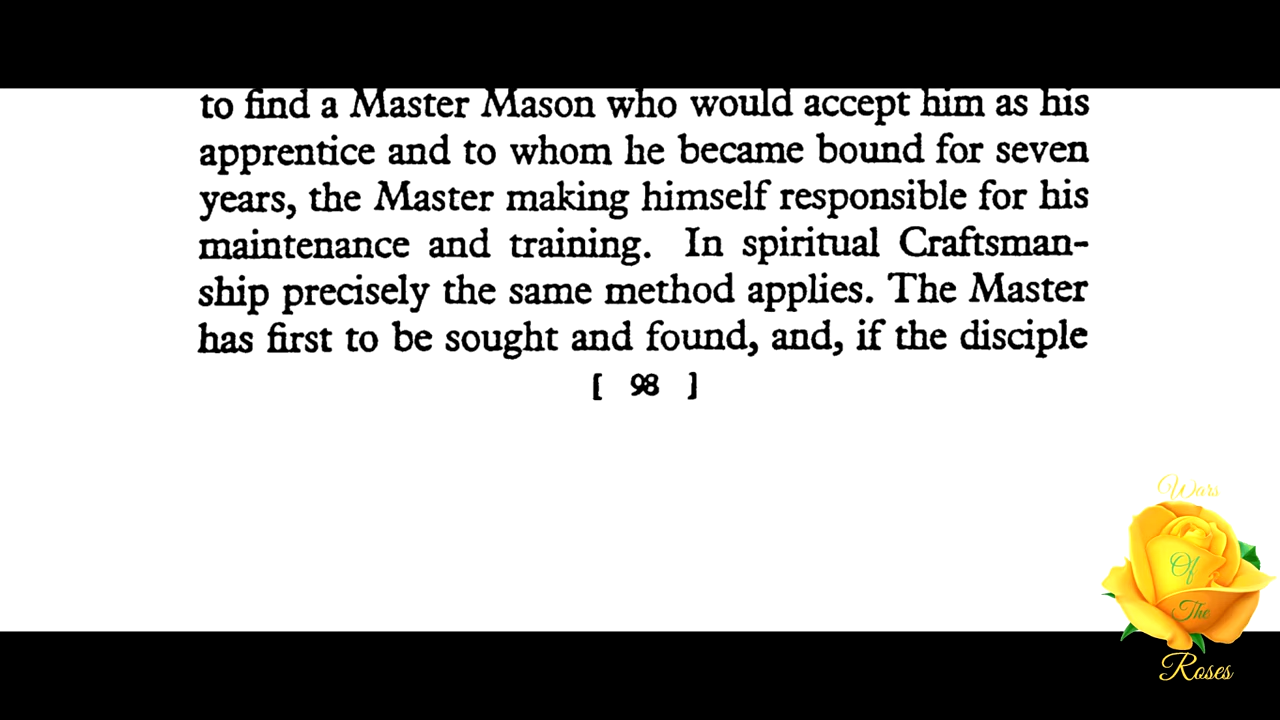 to find a Master Mason who would accept him as his
apprentice and to whom he became bound for seven
years, the Master making himself responsible for his
maintenance and training. In spiritual Craftsman-
ship precisely the same method applies. The Master
has first to be sought and found, and, if the disciple
[ 98 ]
Wars
Of
The
Roses